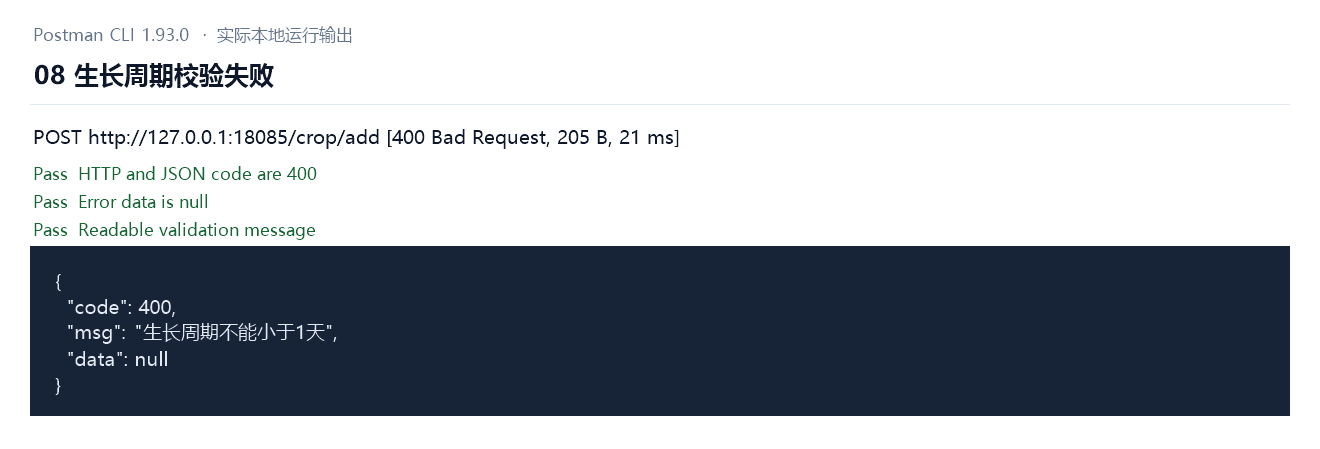 Postman CLI 1.93.0 · 实际本地运行输出
08 生长周期校验失败
POST http://127.0.0.1:18085/crop/add [400 Bad Request, 205 B, 21 ms]
Pass HTTP and JSON code are 400
Pass Error data is null
Pass Readable validation message
{
"code": 400,
"msg": "生长周期不能小于1天",
"data": null
}